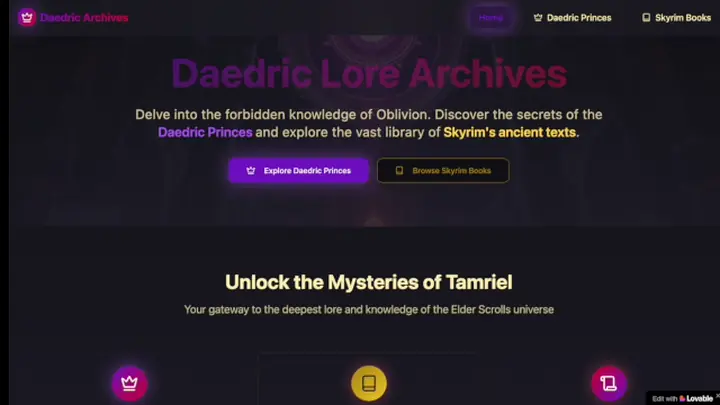 Daedric Archives
Home
Daedric Princes
Skyrim Books
Daedric Lore Archives
Delve into the forbidden knowledge of Oblivion. Discover the secrets of the
Daedric Princes and explore the vast library of Skyrim's ancient texts.
Explore Daedric Princes
Browse Skyrim Books
Unlock the Mysteries of Tamriel
Your gateway to the deepest lore and knowledge of the Elder Scrolls universe
Edit with Lovable